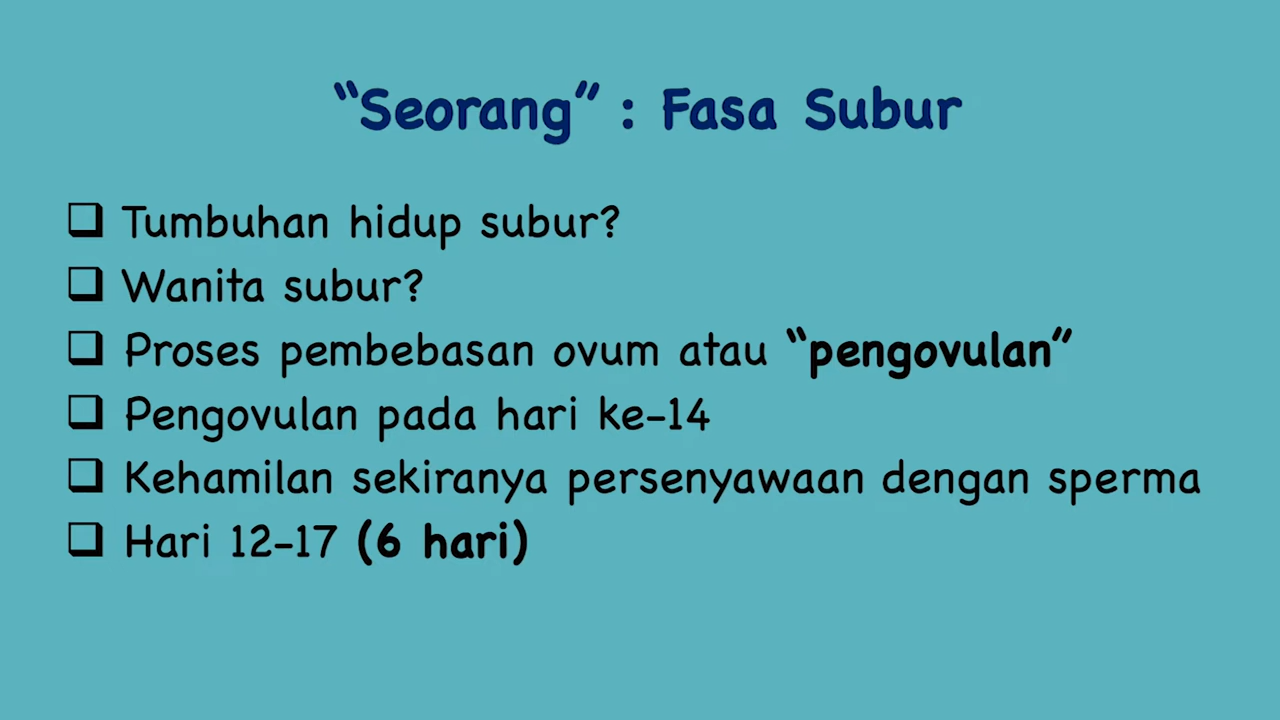 “Seorang” : Fasa Subur
❑ Tumbuhan hidup subur?
❑ Wanita subur?
❑ Proses pembebasan ovum atau “pengovulan”
❑ Pengovulan pada hari ke-14
❑ Kehamilan sekiranya persenyawaan dengan sperma
❑ Hari 12-17 (6 hari)